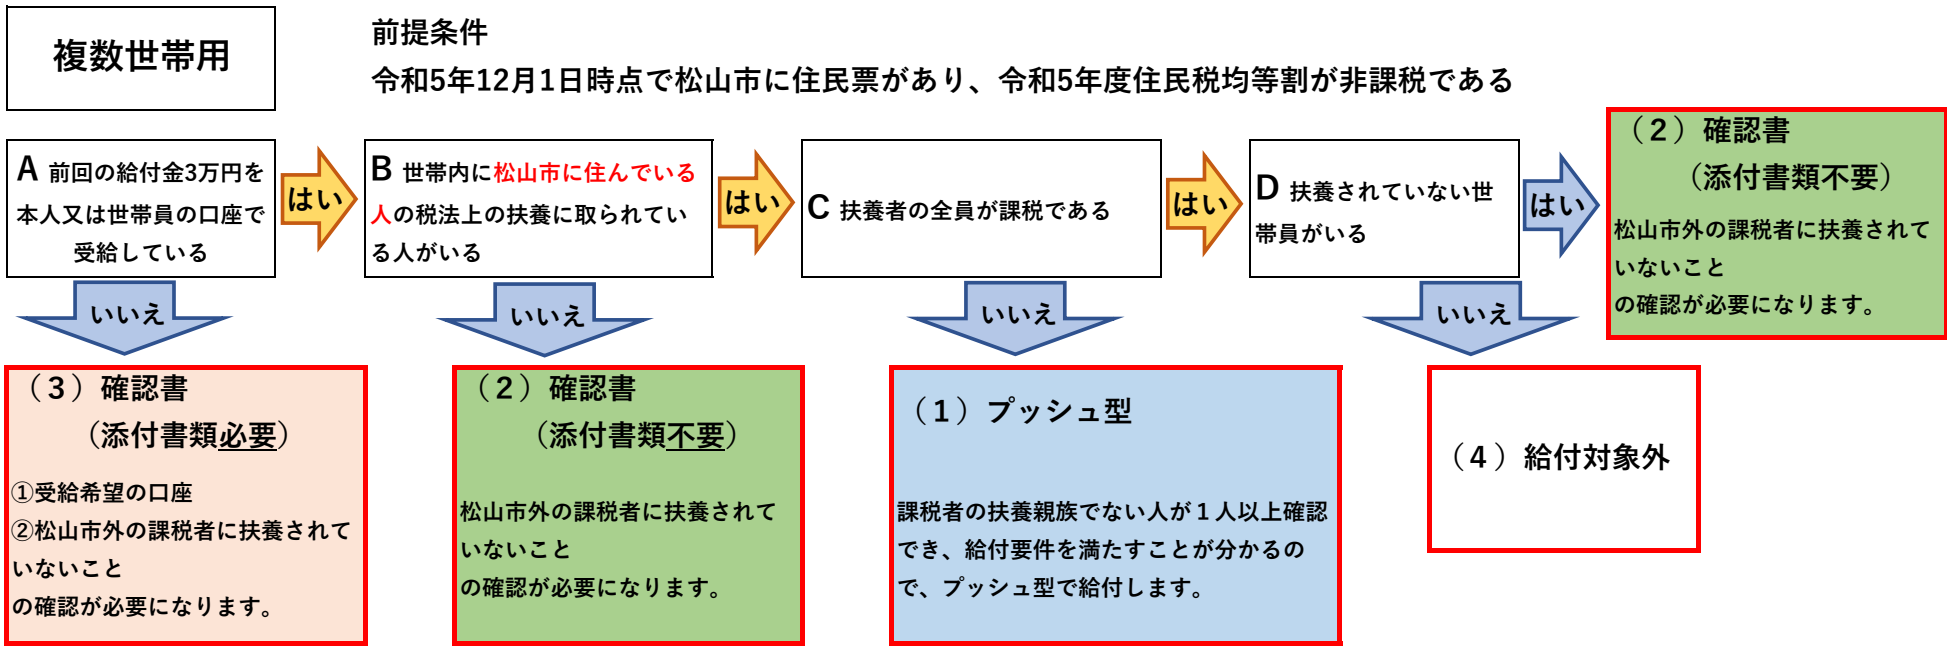 複数世帯用
前提条件
令和5年12月1日時点で松山市に住民票があり、令和5年度住民税均等割が非課税である
A 前回の給付金3万円を
本人又は世帯員の口座で
受給している
はい
B 世帯内に松山市に住んでいる
人の税法上の扶養に取られてい
る人がいる
はい
C 扶養者の全員が課税である
はい
D 扶養されていない世
帯員がいる
はい
（2）確認書
（添付書類不要）
松山市外の課税者に扶養されて
いないこと
の確認が必要になります。
いいえ
いいえ
いいえ
いいえ
（3）確認書
（添付書類必要）
①受給希望の口座
②松山市外の課税者に扶養されて
いないこと
の確認が必要になります。
（2）確認書
（添付書類不要）
松山市外の課税者に扶養されて
いないこと
の確認が必要になります。
（1）プッシュ型
課税者の扶養親族でない人が１人以上確認
でき、給付要件を満たすことが分かるの
で、プッシュ型で給付します。
（4）給付対象外